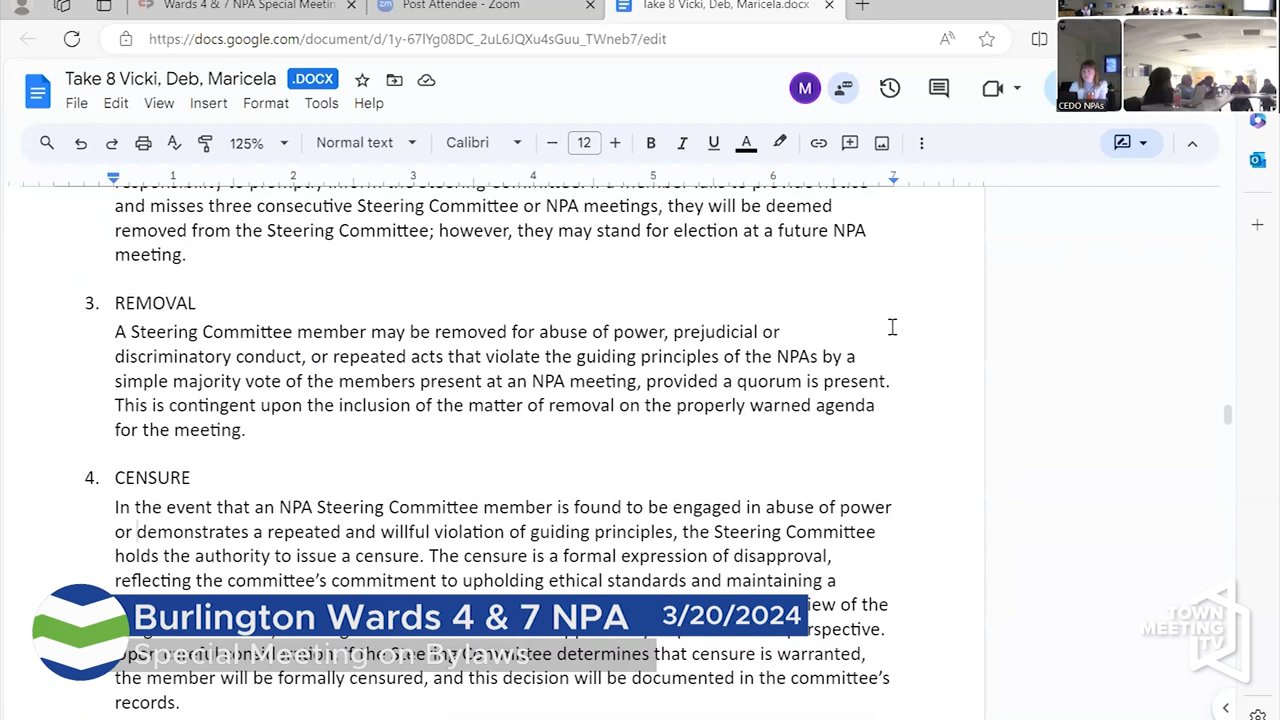 Wards 4 & 7 NPA Special Meetin
Post Attendee - Zoom
Take 8 Vicki, Deb, Maricela.docx
https://docs.google.com/document/d/1y-67lYg08DC_2uL6JQXu4sGuu_TWneb7/edit
Take 8 Vicki, Deb, Maricela .DOCX
File Edit View Insert Format Tools Help
M
CEDO NPAs
125% Normal text Calibri 12 B I U A
1 2 3 4 5 6 7
and misses three consecutive Steering Committee or NPA meetings, they will be deemed
removed from the Steering Committee; however, they may stand for election at a future NPA
meeting.
3. REMOVAL
A Steering Committee member may be removed for abuse of power, prejudicial or
discriminatory conduct, or repeated acts that violate the guiding principles of the NPAs by a
simple majority vote of the members present at an NPA meeting, provided a quorum is present.
This is contingent upon the inclusion of the matter of removal on the properly warned agenda
for the meeting.
4. CENSURE
In the event that an NPA Steering Committee member is found to be engaged in abuse of power
or demonstrates a repeated and willful violation of guiding principles, the Steering Committee
holds the authority to issue a censure. The censure is a formal expression of disapproval,
reflecting the committee's commitment to upholding ethical standards and maintaining a
of the
Burlington Wards 4 & 7 NPA 3/20/2024
Special Meeting on Bylaws
determines that censure is warranted,
the member will be formally censured, and this decision will be documented in the committee's
records.
TOWN
MEETING
TV